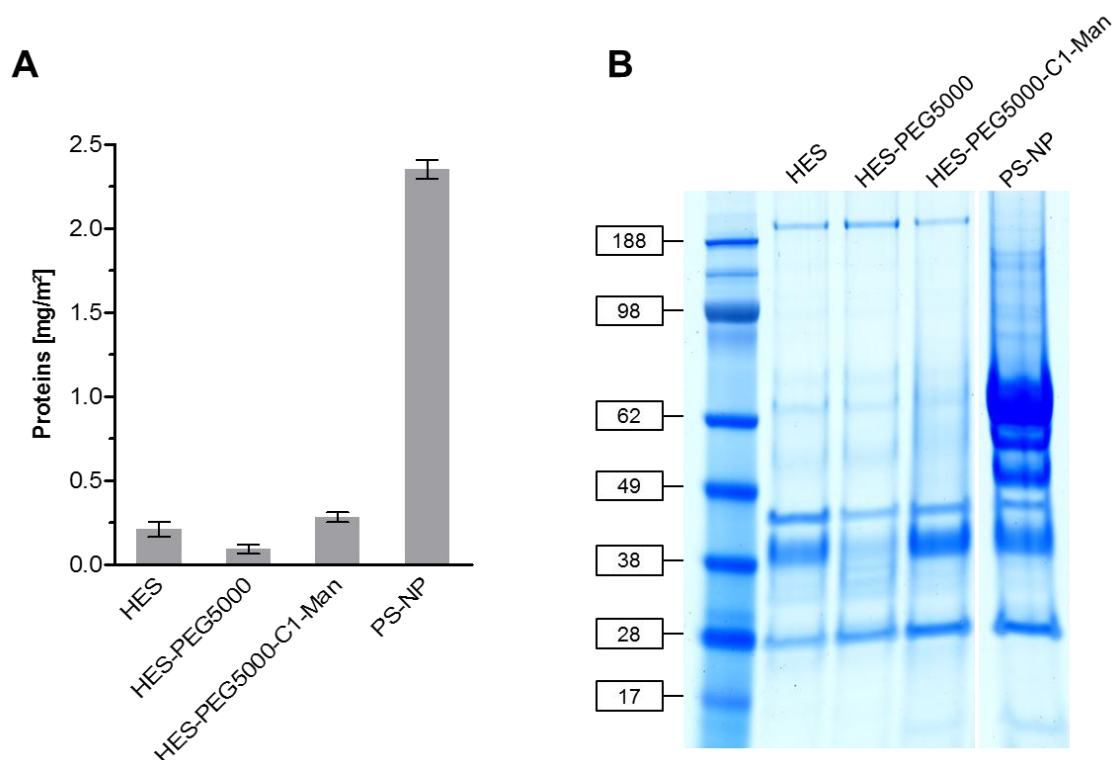 A
Proteins [mg/m²]
2.5
2.0
1.5
1.0
0.5
0.0
HES
HES-PEG5000
HES-PEG5000-C1-Man
PS-NP
B
HES
HES-PEG5000
HES-PEG5000-C1-Man
PS-NP
188
98
62
49
38
28
17